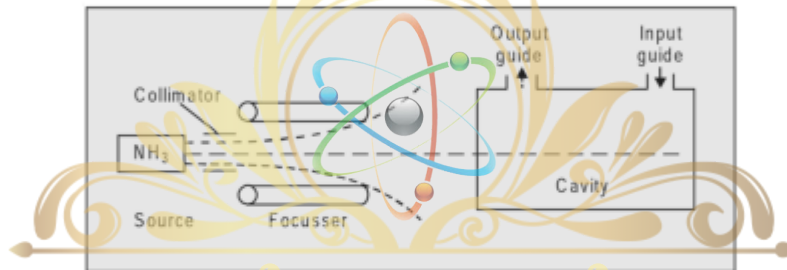 Output
guide
Input
guide
Collimator
NH₃
Cavity
Source
Focusser